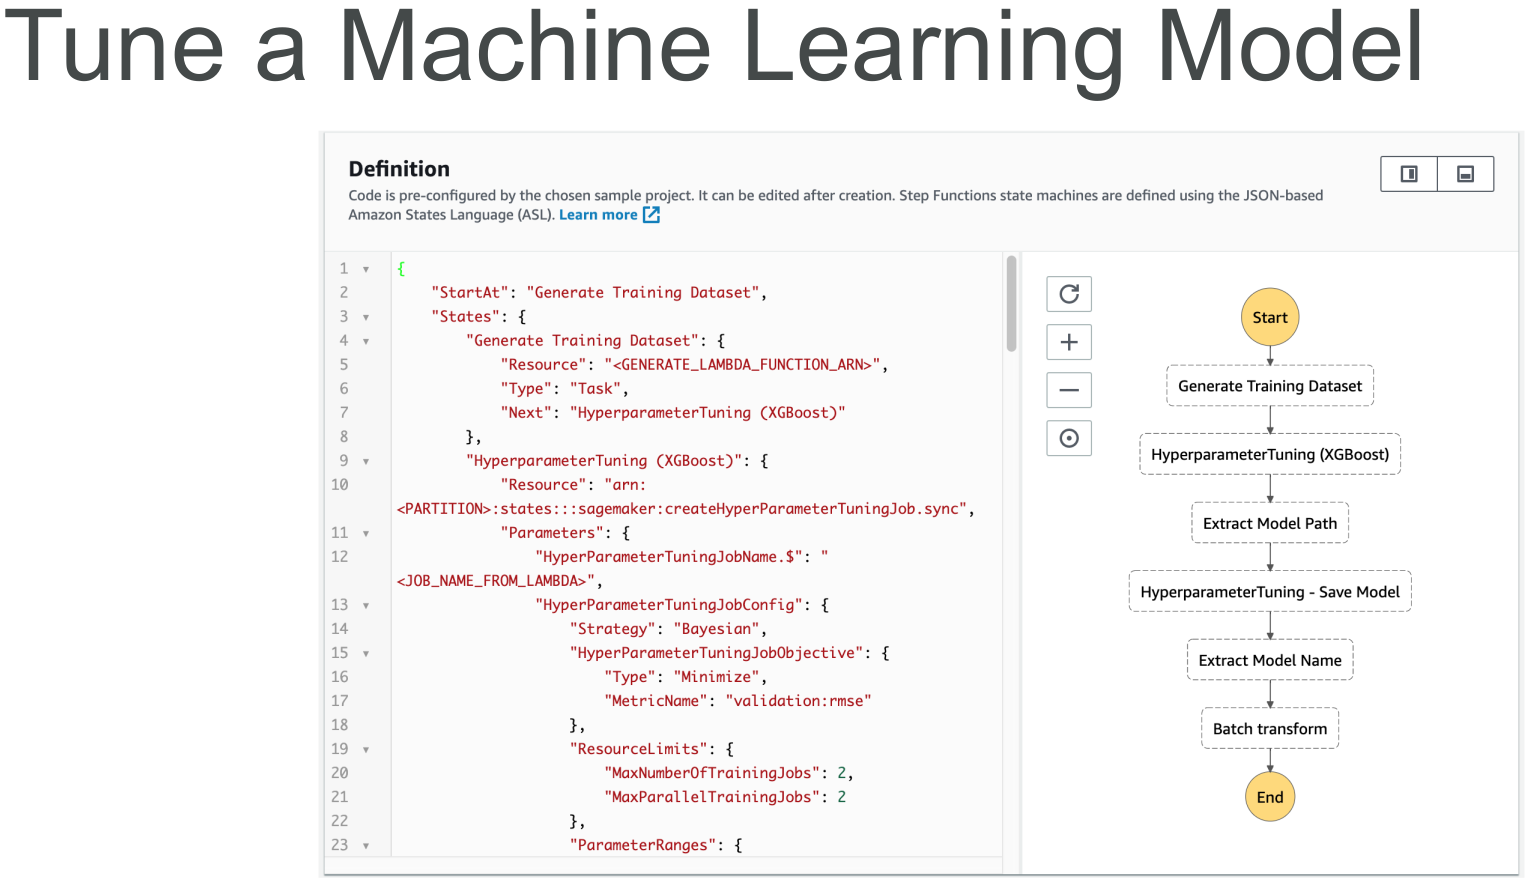 Tune a Machine Learning Model
Definition
Code is pre-configured by the chosen sample project. It can be edited after creation. Step Functions state machines are defined using the JSON-based
Amazon States Language (ASL). Learn more
1 {
2 "StartAt": "Generate Training Dataset",
3 "States": {
4 "Generate Training Dataset": {
5 "Resource": "<GENERATE_LAMBDA_FUNCTION_ARN>",
6 "Type": "Task",
7 "Next": "HyperparameterTuning (XGBoost)"
8 },
9 "HyperparameterTuning (XGBoost)": {
10 "Resource": "arn:
<PARTITION>:states:::sagemaker:createHyperParameterTuningJob.sync",
11 "Parameters": {
12 "HyperParameterTuningJobName.$": "
<JOB_NAME_FROM_LAMBDA>",
13 "HyperParameterTuningJobConfig": {
14 "Strategy": "Bayesian",
15 "HyperParameterTuningJobObjective": {
16 "Type": "Minimize",
17 "MetricName": "validation:rmse"
18 },
19 "ResourceLimits": {
20 "MaxNumberOfTrainingJobs": 2,
21 "MaxParallelTrainingJobs": 2
22 },
23 "ParameterRanges": {
Start
Generate Training Dataset
HyperparameterTuning (XGBoost)
Extract Model Path
HyperparameterTuning - Save Model
Extract Model Name
Batch transform
End